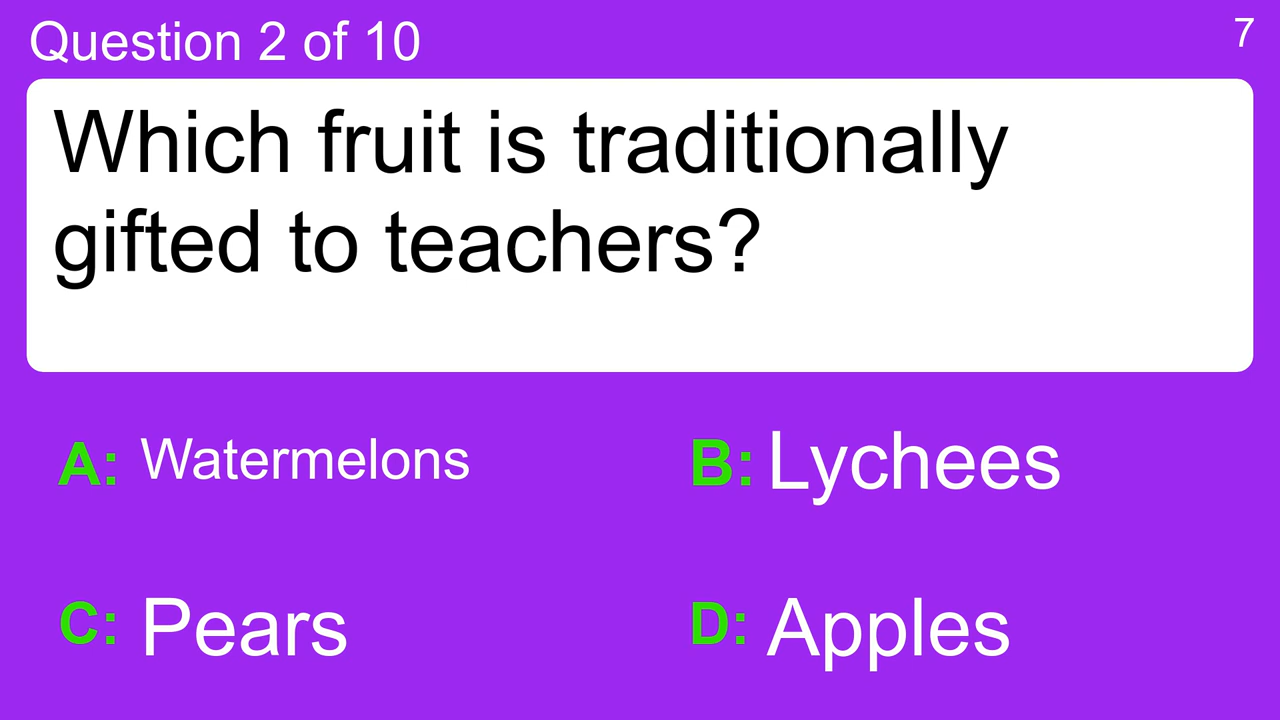 Question 2 of 10
7
Which fruit is traditionally
gifted to teachers?
A: Watermelons
B: Lychees
C: Pears
D: Apples